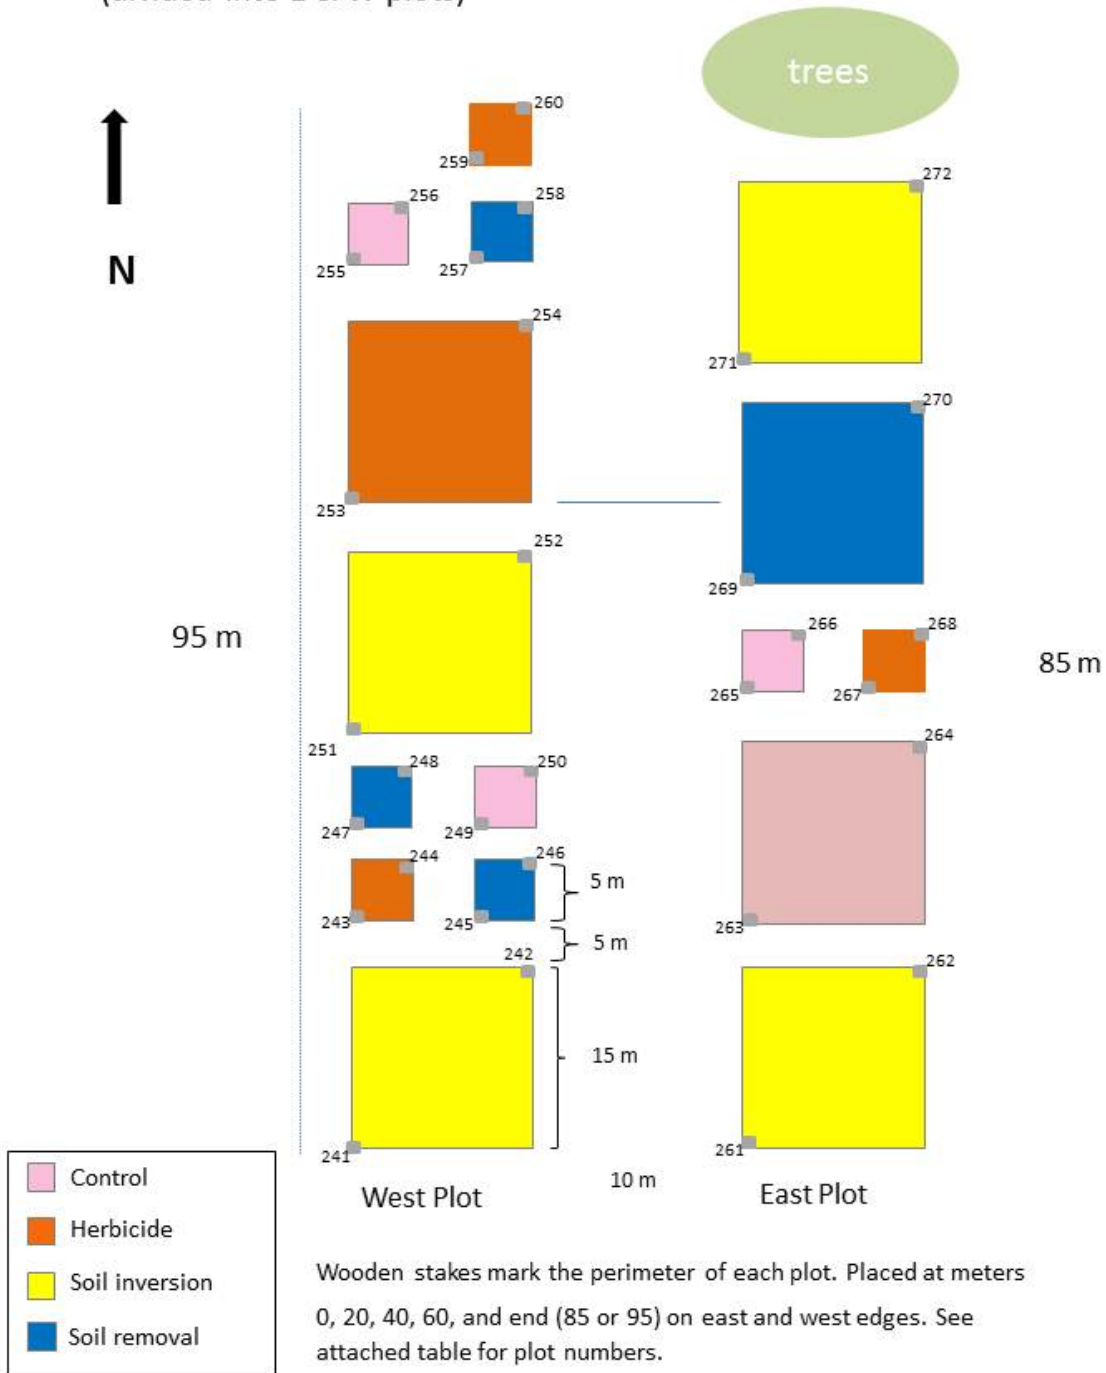 trees
260
259
256
258
255
257
N
272
254
271
270
253
252
269
266
268
95 m
85 m
265
267
264
251
248
250
247
249
244
246
5 m
243
245
263
5 m
242
262
15 m
241
261
10 m
West Plot
East Plot
Control
Herbicide
Soil inversion
Soil removal
Wooden stakes mark the perimeter of each plot. Placed at meters
0, 20, 40, 60, and end (85 or 95) on east and west edges. See
attached table for plot numbers.